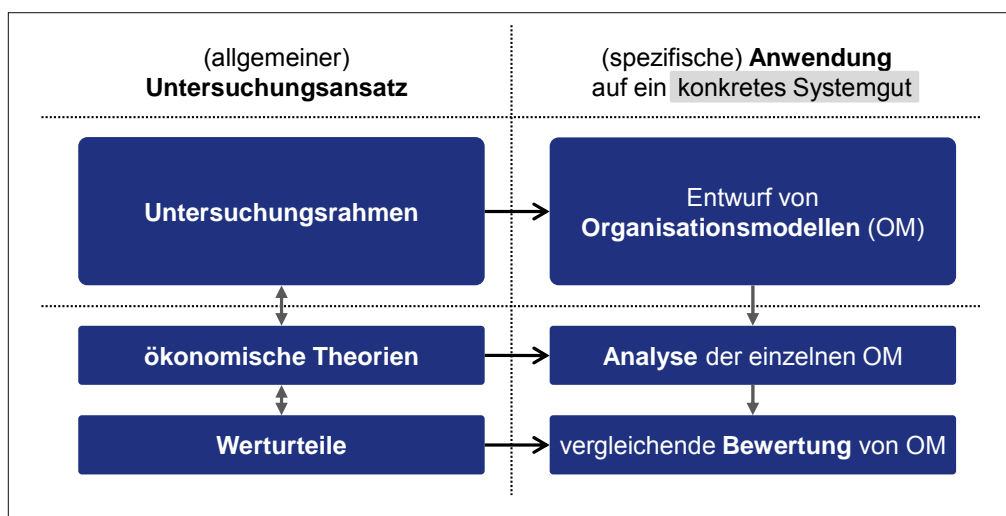 (allgemeiner)
Untersuchungsansatz
(spezifische) Anwendung
auf ein konkretes Systemgut
Untersuchungsrahmen
Entwurf von
Organisationsmodellen (OM)
ökonomische Theorien
Analyse der einzelnen OM
Werturteile
vergleichende Bewertung von OM